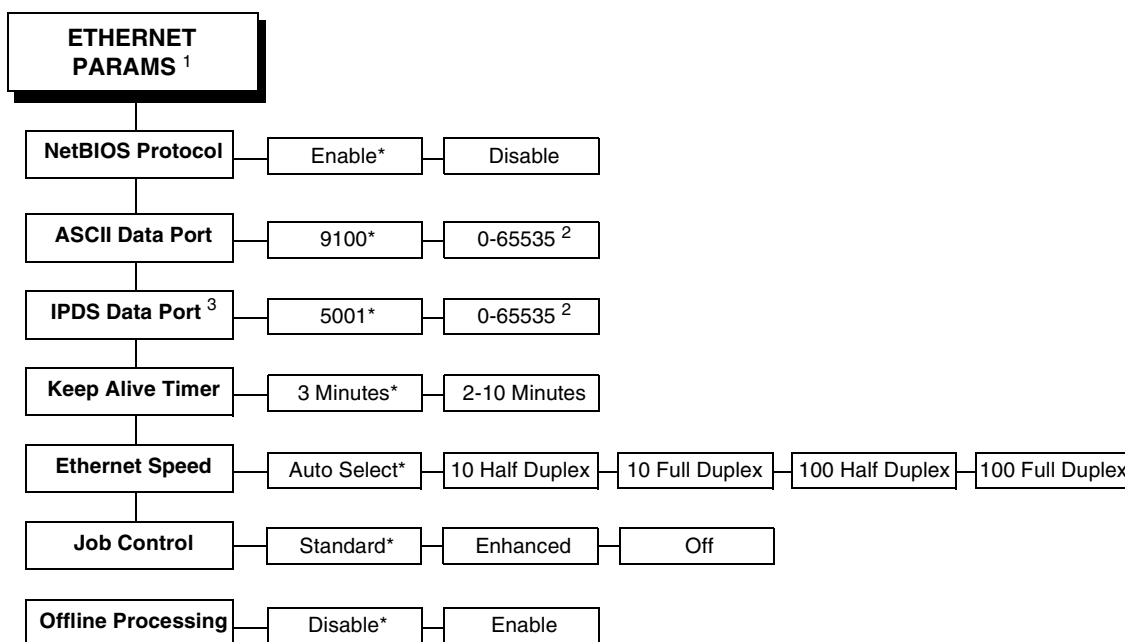 ETHERNET
PARAMS 1
NetBIOS Protocol Enable* Disable
ASCII Data Port 9100* 0-65535 2
IPDS Data Port 3 5001* 0-65535 2
Keep Alive Timer 3 Minutes* 2-10 Minutes
Ethernet Speed Auto Select* 10 Half Duplex 10 Full Duplex 100 Half Duplex 100 Full Duplex
Job Control Standard* Enhanced Off
Offline Processing Disable* Enable